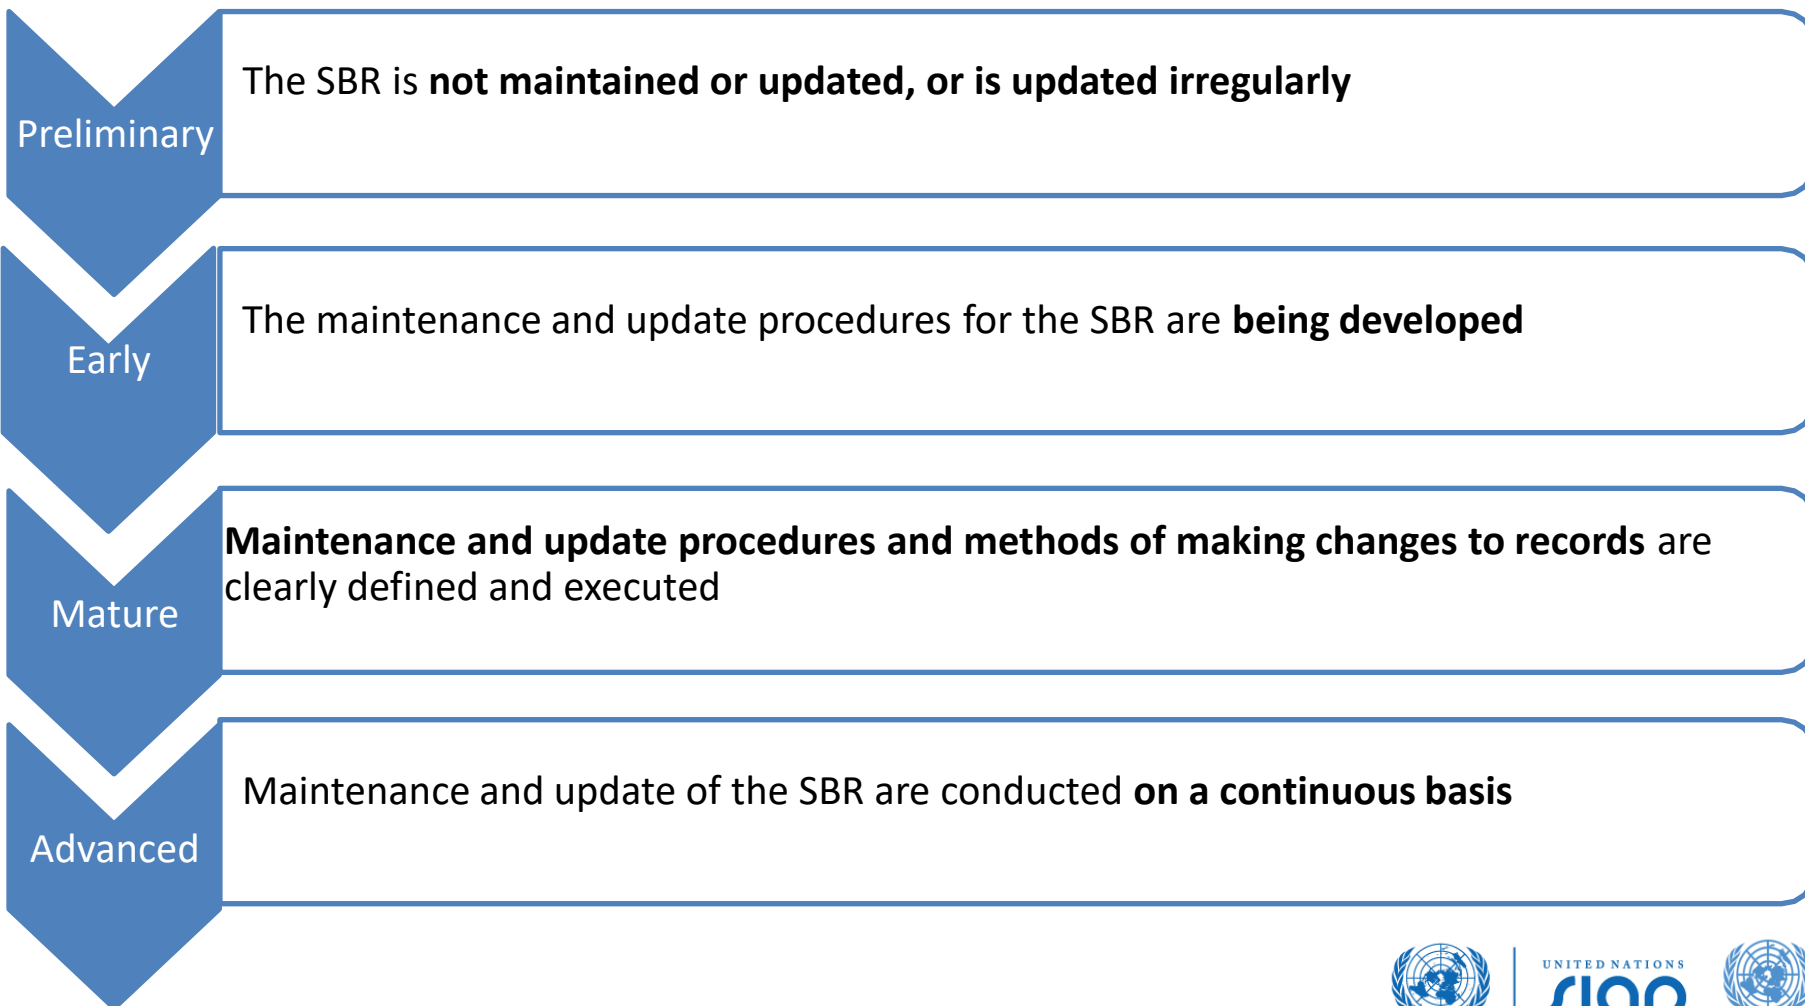 Preliminary
The SBR is not maintained or updated, or is updated irregularly
Early
The maintenance and update procedures for the SBR are being developed
Mature
Maintenance and update procedures and methods of making changes to records are
clearly defined and executed
Advanced
Maintenance and update of the SBR are conducted on a continuous basis
UNITED NATIONS